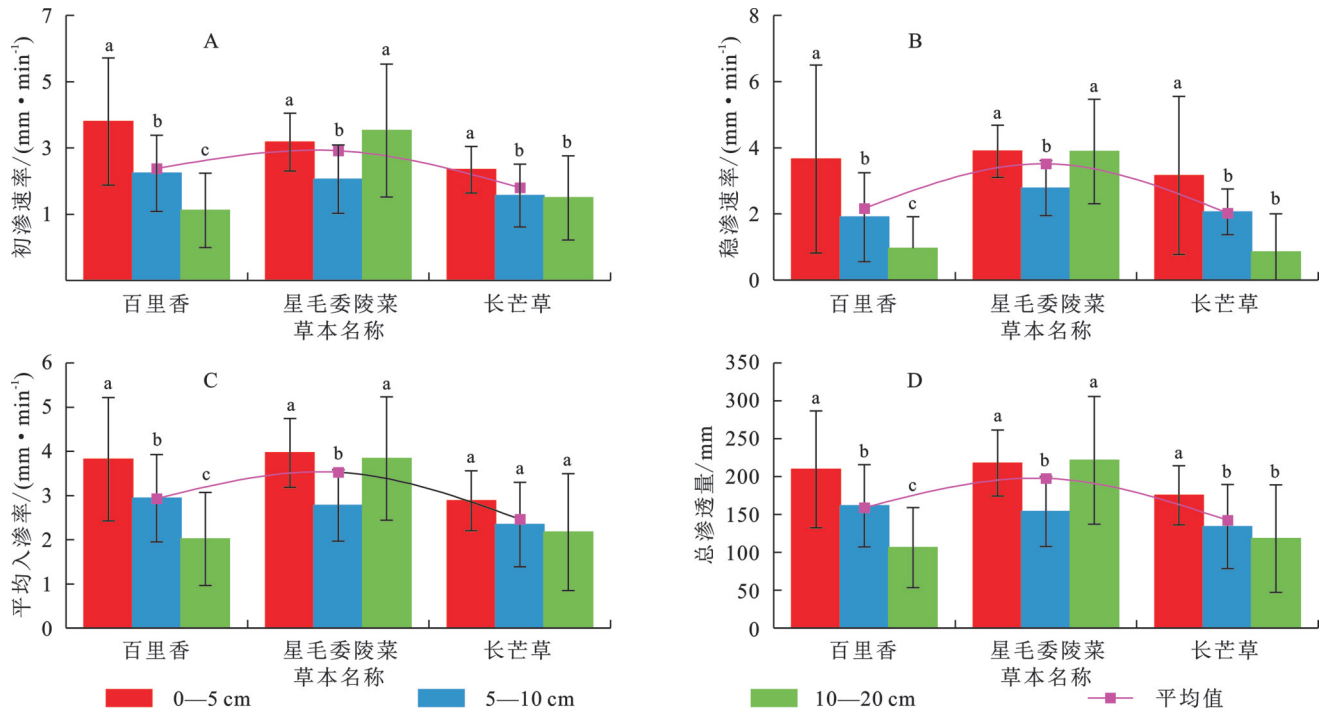 A
初渗速率/(mm·min⁻¹)
7
5
3
1
a
b
c
a
b
a
a
b
b
百里香
星毛委陵菜
长芒草
草本名称
B
稳渗速率/(mm·min⁻¹)
8
6
4
2
0
a
b
c
a
b
a
a
b
c
百里香
星毛委陵菜
长芒草
草本名称
C
平均入渗率/(mm·min⁻¹)
6
5
4
3
2
1
0
a
b
c
a
b
a
a
a
a
百里香
星毛委陵菜
长芒草
草本名称
D
总渗透量/mm
350
300
250
200
150
100
50
0
a
b
c
a
b
a
a
b
b
百里香
星毛委陵菜
长芒草
草本名称
0—5 cm
5—10 cm
10—20 cm
平均值